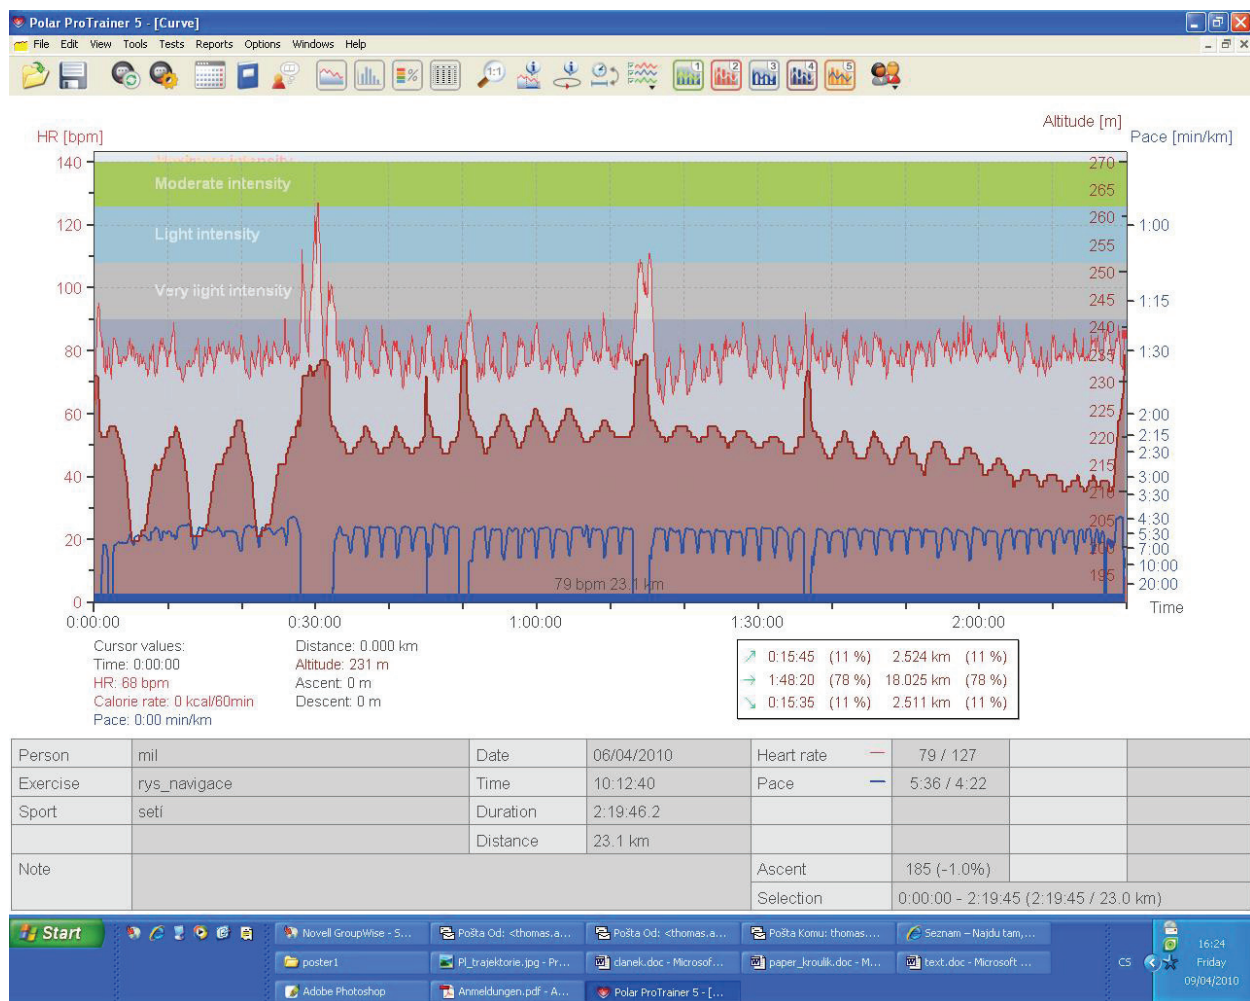 Polar ProTrainer 5 - [Curve]
File Edit View Tools Tests Reports Options Windows Help
1:1 1 2 3 4 5
HR [bpm]
Altitude [m]
Pace [min/km]
140
120
100
80
60
40
20
0
Moderate intensity
Light intensity
Very light intensity
270
265
260
255
250
245
240
235
230
225
220
215
210
205
200
195
1:00
1:15
1:30
2:00
2:15
2:30
3:00
3:30
4:30
5:30
7:00
10:00
20:00
79 bpm 23.1 km
Time
0:00:00 0:30:00 1:00:00 1:30:00 2:00:00
Cursor values:
Time: 0:00:00
HR: 68 bpm
Calorie rate: 0 kcal/60min
Pace: 0:00 min/km
Distance: 0.000 km
Altitude: 231 m
Ascent: 0 m
Descent: 0 m
0:15:45 (11 %) 2.524 km (11 %)
1:48:20 (78 %) 18.025 km (78 %)
0:15:35 (11 %) 2.511 km (11 %)
Person mil Date 06/04/2010 Heart rate 79 / 127
Exercise rys_navigace Time 10:12:40 Pace 5:36 / 4:22
Sport setí Duration 2:19:46.2
Distance 23.1 km
Note Ascent 185 (-1.0%)
Selection 0:00:00 - 2:19:45 (2:19:45 / 23.0 km)
Start
Novell GroupWise - S... Pošta Od: <thomas.a... Pošta Od: <thomas.a... Pošta Komu: thomas.... Seznam – Najdu tam,...
poster1 Pl_trajektorie.jpg - Pr... clanek.doc - Microsof... paper_kroulik.doc - M... text.doc - Microsoft ...
Adobe Photoshop Anmeldungen.pdf - A... Polar ProTrainer 5 - [...
CS
16:24
Friday
09/04/2010